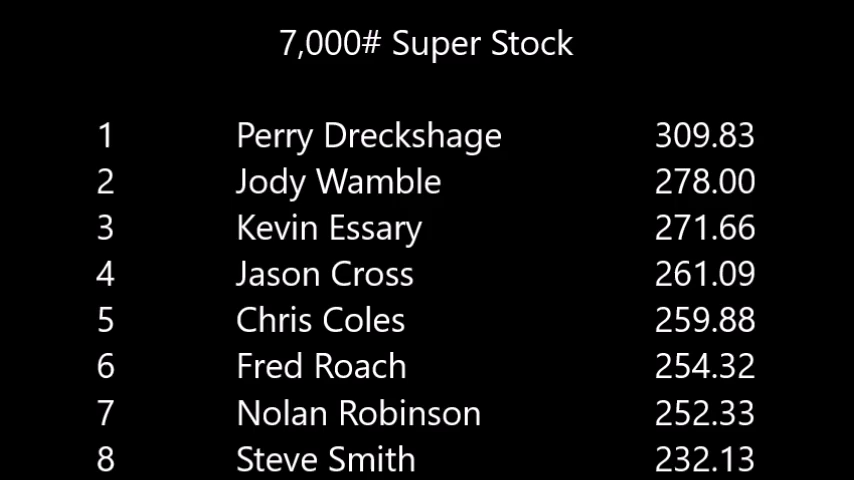 7,000# Super Stock
1 Perry Dreckshage 309.83
2 Jody Wamble 278.00
3 Kevin Essary 271.66
4 Jason Cross 261.09
5 Chris Coles 259.88
6 Fred Roach 254.32
7 Nolan Robinson 252.33
8 Steve Smith 232.13